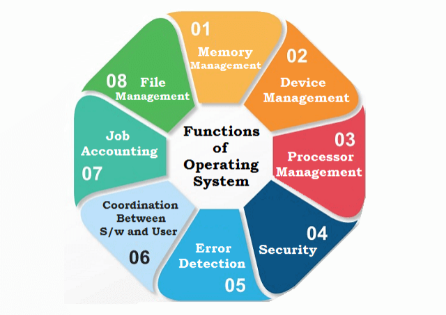 Functions
of
Operating
System
01
Memory
Management
02
Device
Management
03
Processor
Management
04
Security
Error
Detection
05
Coordination
Between
S/w and User
06
Job
Accounting
07
08 File
Management